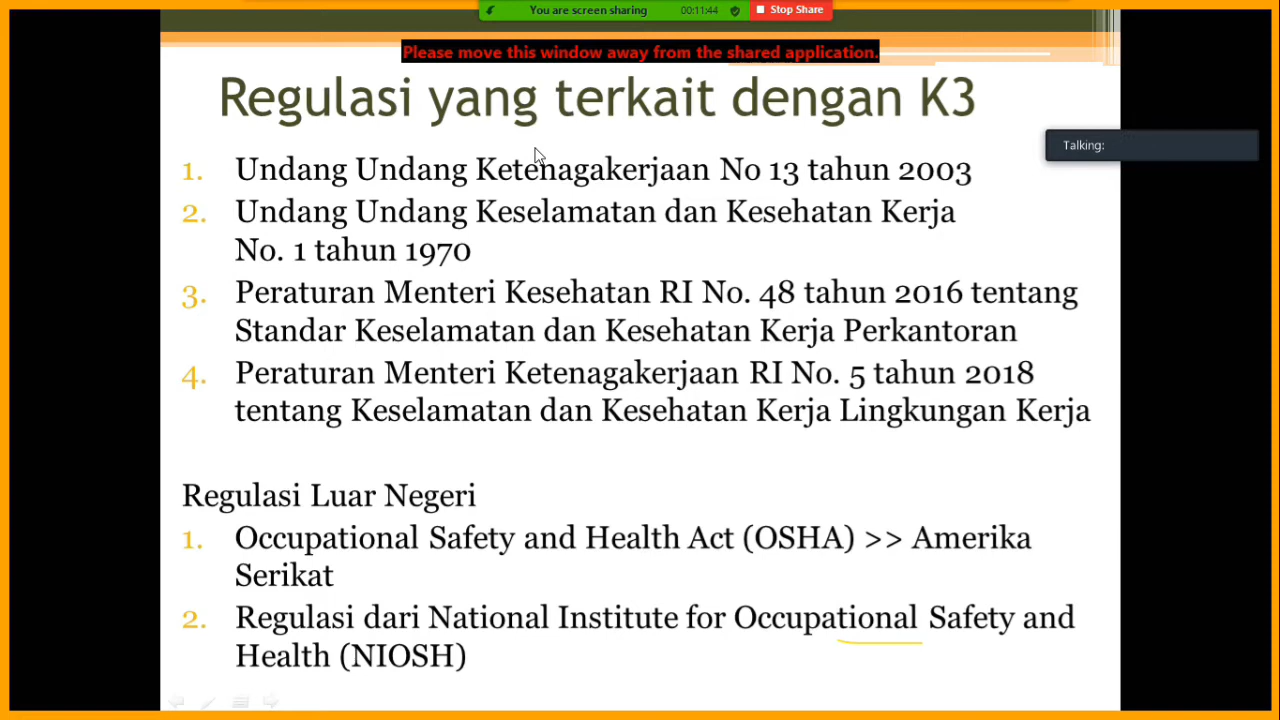 You are screen sharing 00:11:44 Stop Share
Please move this window away from the shared application.
Regulasi yang terkait dengan K3
Talking:
1. Undang Undang Ketenagakerjaan No 13 tahun 2003
2. Undang Undang Keselamatan dan Kesehatan Kerja
No. 1 tahun 1970
3. Peraturan Menteri Kesehatan RI No. 48 tahun 2016 tentang
Standar Keselamatan dan Kesehatan Kerja Perkantoran
4. Peraturan Menteri Ketenagakerjaan RI No. 5 tahun 2018
tentang Keselamatan dan Kesehatan Kerja Lingkungan Kerja
Regulasi Luar Negeri
1. Occupational Safety and Health Act (OSHA) >> Amerika
Serikat
2. Regulasi dari National Institute for Occupational Safety and
Health (NIOSH)